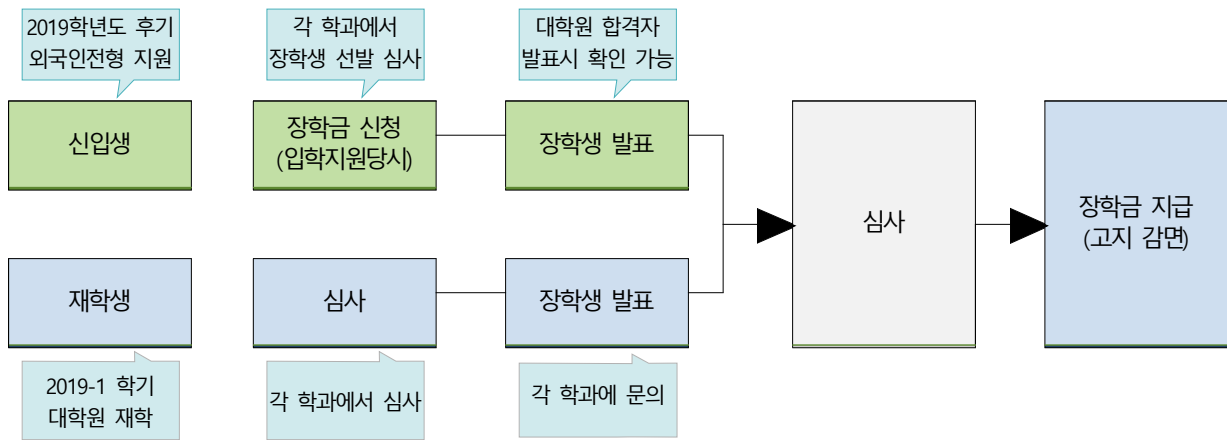 2019학년도 후기
외국인전형 지원
각 학과에서
장학생 선발 심사
대학원 합격자
발표시 확인 가능
신입생
장학금 신청
(입학지원당시)
장학생 발표
심사
장학금 지급
(고지 감면)
재학생
심사
장학생 발표
2019-1 학기
대학원 재학
각 학과에서 심사
각 학과에 문의